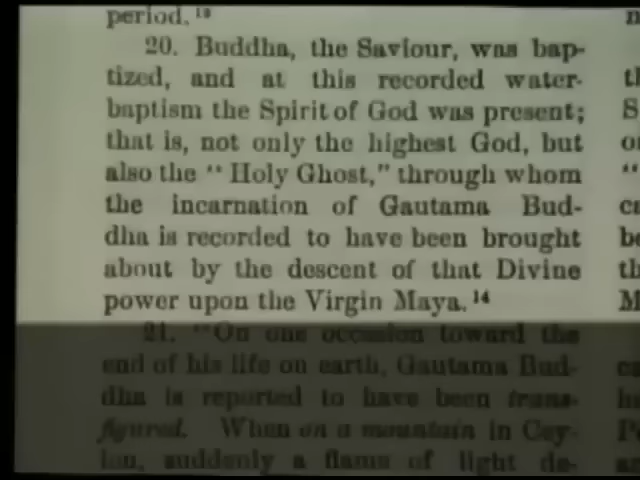 period.¹³
20. Buddha, the Saviour, was bap-
tized, and at this recorded water-
baptism the Spirit of God was present;
that is, not only the highest God, but
also the "Holy Ghost," through whom
the incarnation of Gautama Bud-
dha is recorded to have been brought
about by the descent of that Divine
power upon the Virgin Maya.¹⁴
21. "On one occasion toward the
end of his life on earth, Gautama Bud-
dha is reported to have been trans-
figured. When on a mountain in Cey-
lon, suddenly a flame of light de-